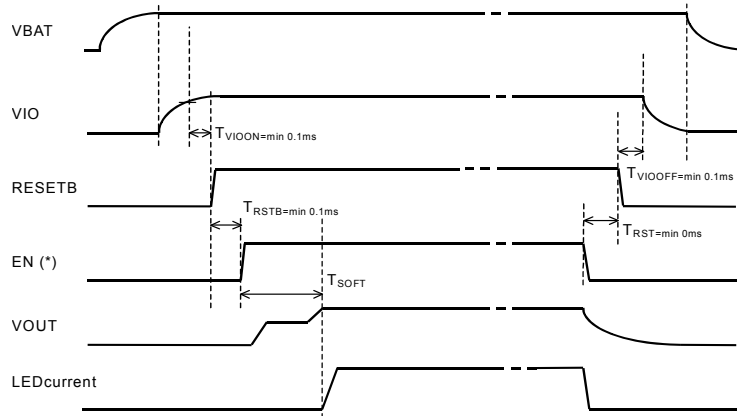 VBAT
VIO
TVIOON=min 0.1ms
RESETB
TVIOOFF=min 0.1ms
TRSTB=min 0.1ms
TRST=min 0ms
EN (*)
TSOFT
VOUT
LEDcurrent